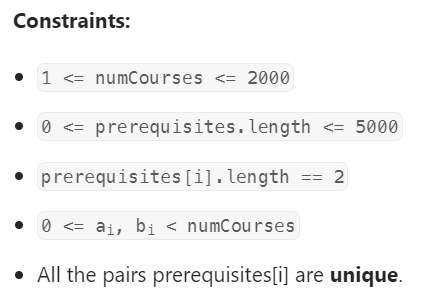 Constraints:
1 <= numCourses <= 2000
0 <= prerequisites.length <= 5000
prerequisites[i].length == 2
0 <= aᵢ, bᵢ < numCourses
All the pairs prerequisites[i] are unique.